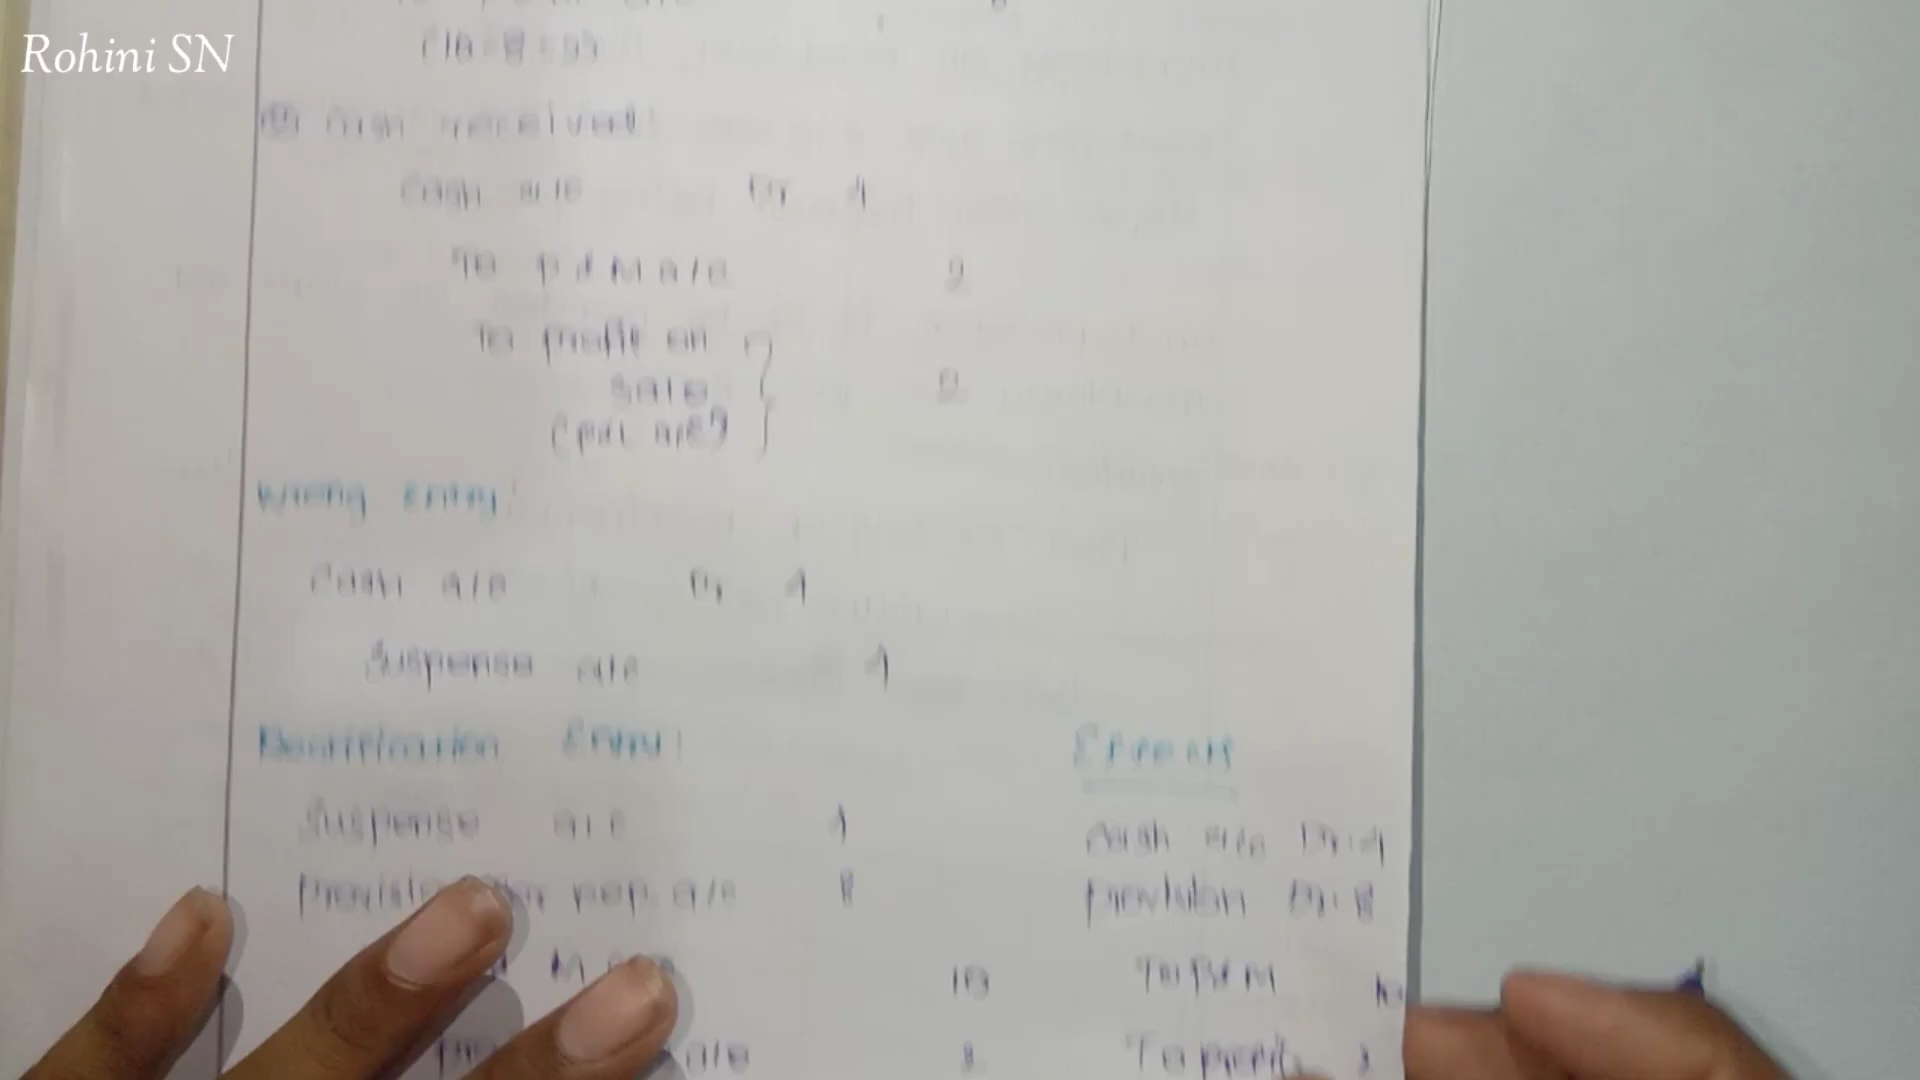 Rohini SN
(10-8=2)
Cash received
Cash a/c Dr 4
To P&M a/c 2
To profit on
sale 2
(P&L a/c)
Wrong Entry:
Cash a/c Dr 4
Suspense a/c 4
Rectification Entry:
Suspense a/c 4
Provision for Dep. a/c 8
10
a/c 2
Cash a/c Dr. 4
Provision Dr. 8
To P&M 10
To profit 2